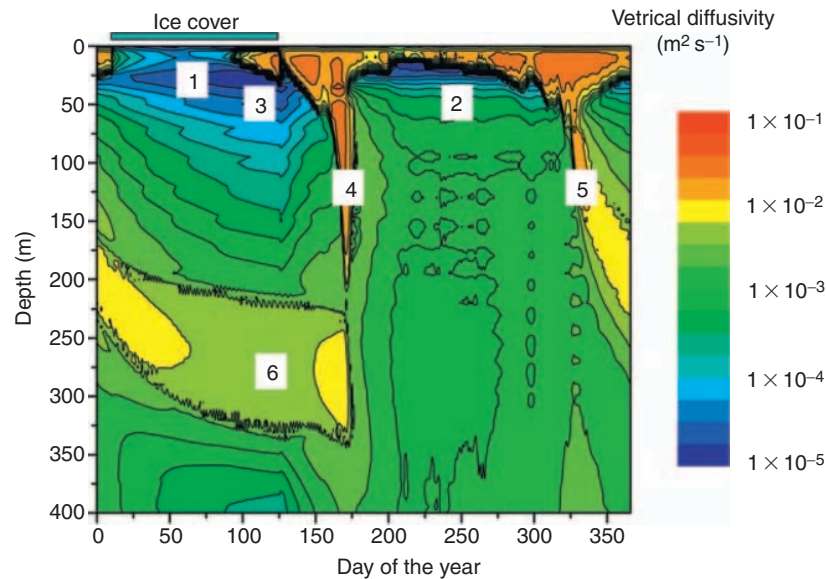 Ice cover
Vetrical diffusivity
(m² s⁻¹)
0
50
100
150
200
250
300
350
400
Depth (m)
1
3
2
4
5
6
1 × 10⁻¹
1 × 10⁻²
1 × 10⁻³
1 × 10⁻⁴
1 × 10⁻⁵
0 50 100 150 200 250 300 350
Day of the year